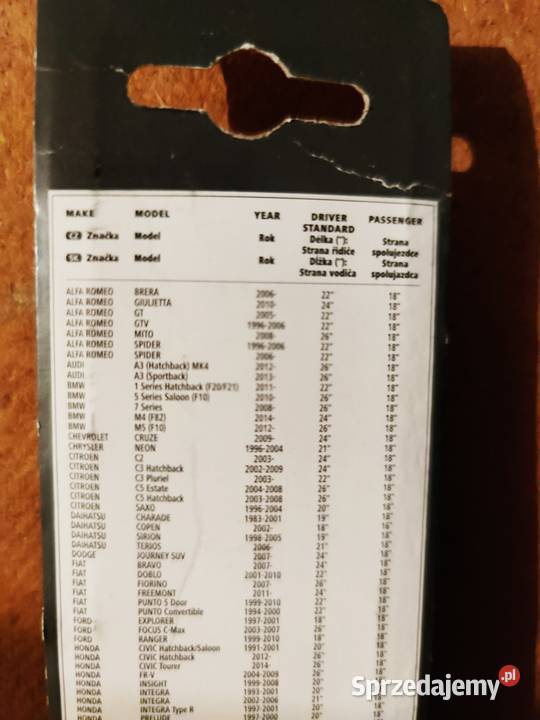 MAKE MODEL YEAR DRIVER STANDARD PASSENGER
CZ Značka Model Rok Delka ("): Strana řidiče Strana spolujezdce
SK Značka Model Rok Dĺžka ("): Strana vodiča Strana spolujazdca
ALFA ROMEO BRERA 2006- 22" 18"
ALFA ROMEO GIULIETTA 2010- 24" 18"
ALFA ROMEO GT 2005- 22" 18"
ALFA ROMEO GTV 1996-2006 22" 18"
ALFA ROMEO MITO 2008- 26" 18"
ALFA ROMEO SPIDER 1996-2006 22" 18"
ALFA ROMEO SPIDER 2006- 22" 18"
AUDI A3 (Hatchback) MK4 2012- 26" 18"
AUDI A3 (Sportback) 2013- 26" 18"
BMW 1 Series Hatchback (F20/F21) 2011- 22" 18"
BMW 5 Series Saloon (F10) 2010- 26" 18"
BMW 7 Series 2008- 26" 18"
BMW M4 (F82) 2014- 24" 18"
BMW M5 (F10) 2012- 26" 18"
CHEVROLET CRUZE 2009- 24" 18"
CHRYSLER NEON 1996-2004 21" 18"
CITROEN C2 2003- 24" 18"
CITROEN C3 Hatchback 2002-2009 24" 18"
CITROEN C3 Pluriel 2003- 22" 18"
CITROEN C5 Estate 2004-2008 26" 18"
CITROEN C5 Hatchback 2003-2008 26" 18"
CITROEN SAXO 1996-2004 20" 18"
DAIHATSU CHARADE 1983-2001 19" 18"
DAIHATSU COPEN 2002- 18" 16"
DAIHATSU SIRION 1998-2005 19" 18"
DAIHATSU TERIOS 2006- 21" 18"
DODGE JOURNEY SUV 2007- 24" 18"
FIAT BRAVO 2007- 24" 18"
FIAT DOBLO 2001-2010 22" 18"
FIAT FIORINO 2007- 26" 18"
FIAT FREEMONT 2011- 24" 18"
FIAT PUNTO 5 Door 1999-2010 22" 18"
FIAT PUNTO Convertible 1994-2000 22" 18"
FORD EXPLORER 1997-2001 18" 18"
FORD FOCUS C-Max 2003-2007 26" 18"
FORD RANGER 1999-2010 18" 18"
HONDA CIVIC Hatchback/Saloon 1991-2001 20" 18"
HONDA CIVIC Hatchback 2012- 26" 18"
HONDA CIVIC Tourer 2014- 26" 18"
HONDA FR-V 2004-2009 26" 18"
HONDA INSIGHT 1999-2008 20"
HONDA INTEGRA 1993-2001 20"
HONDA INTEGRA 2002-2006 21"
HONDA INTEGRA Type R 1997-2001 20"
HONDA PRELUDE 1997-2000 20" 18"
Sprzedajemy.pl